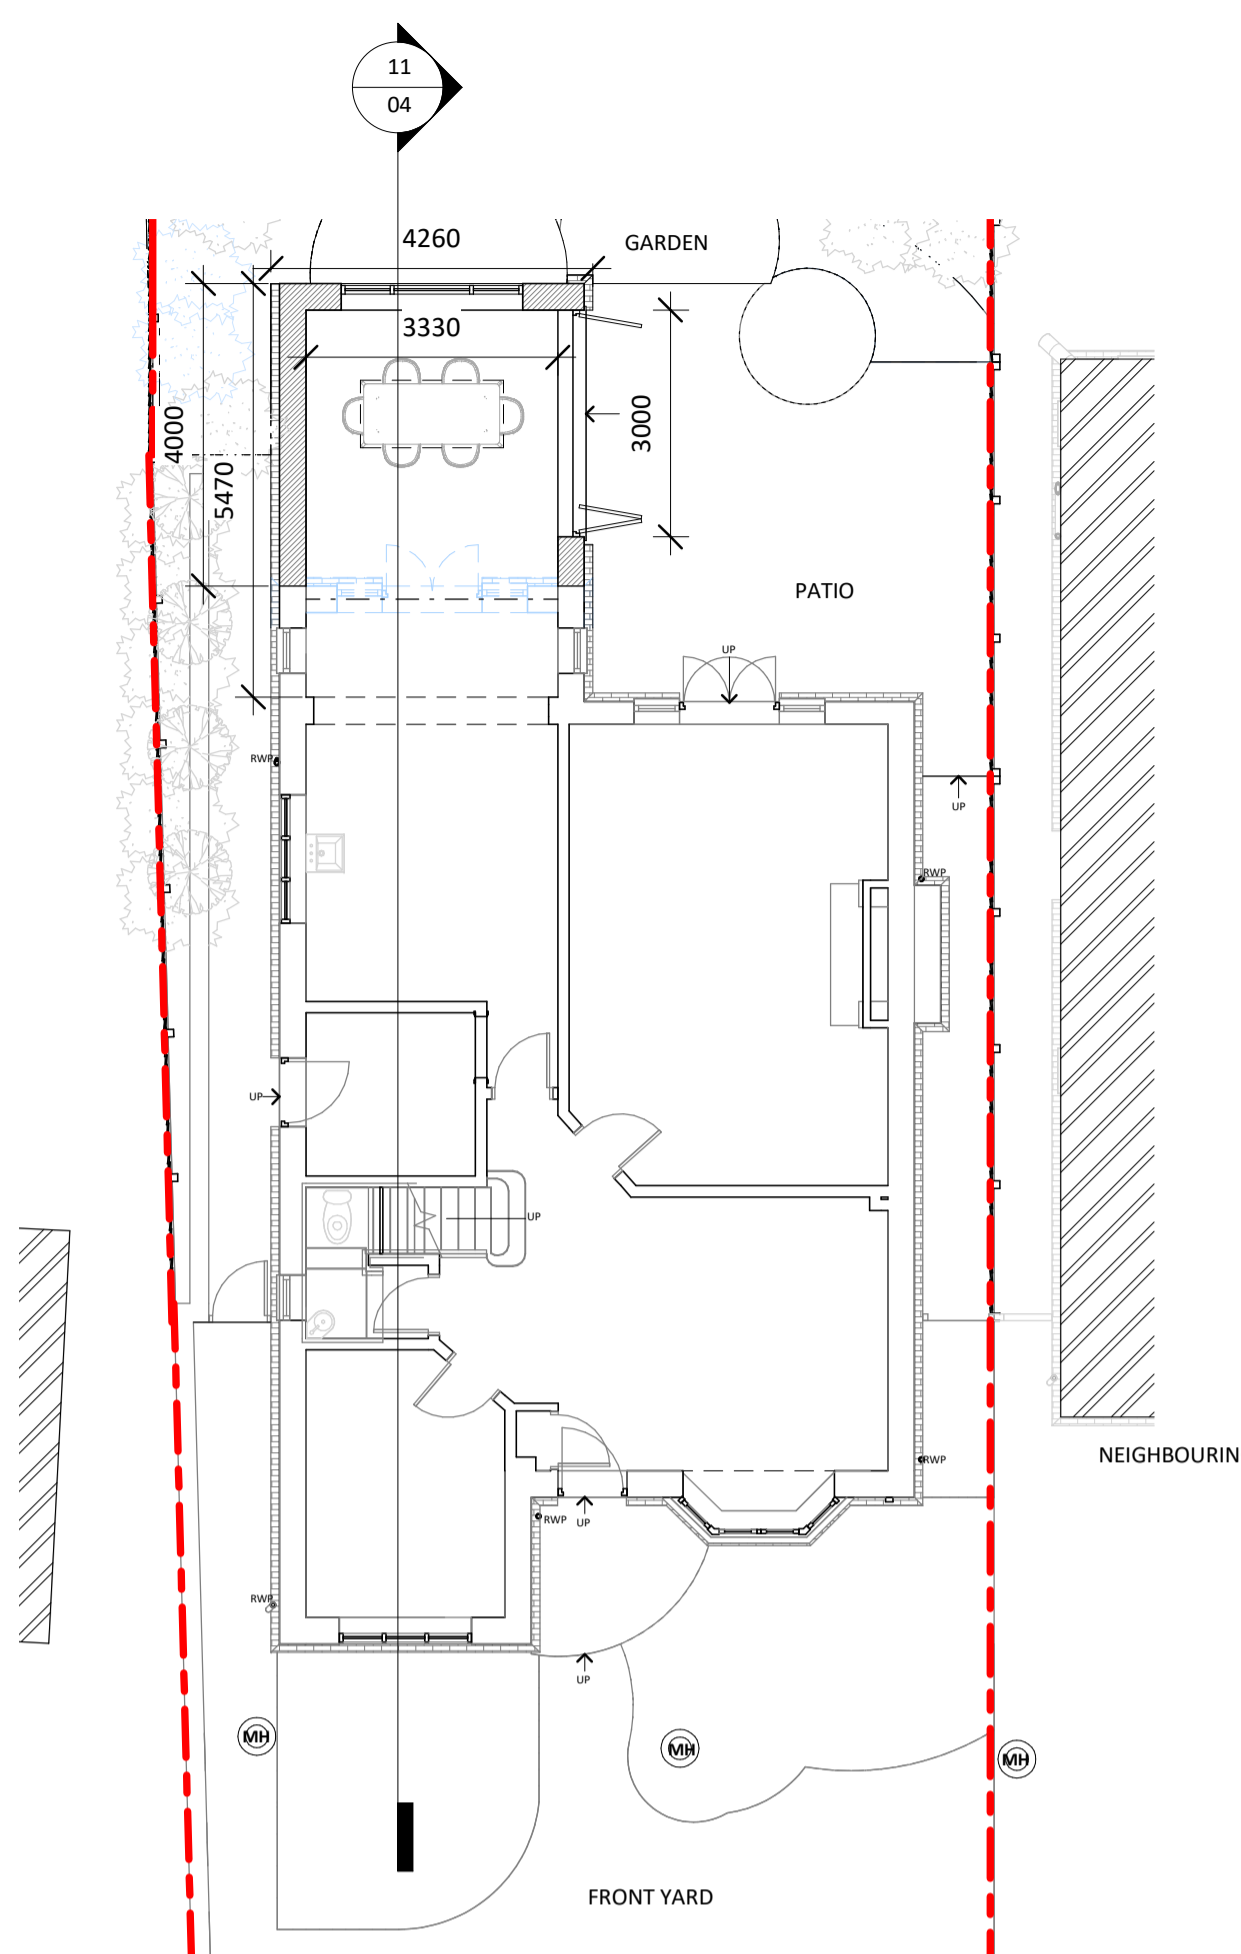 11
04
4260
GARDEN
3330
4000
5470
3000
PATIO
UP
RWP
UP
RWP
UP
UP
NEIGHBOURIN
RWP
RWP
UP
RWP
UP
MH
MH
MH
FRONT YARD